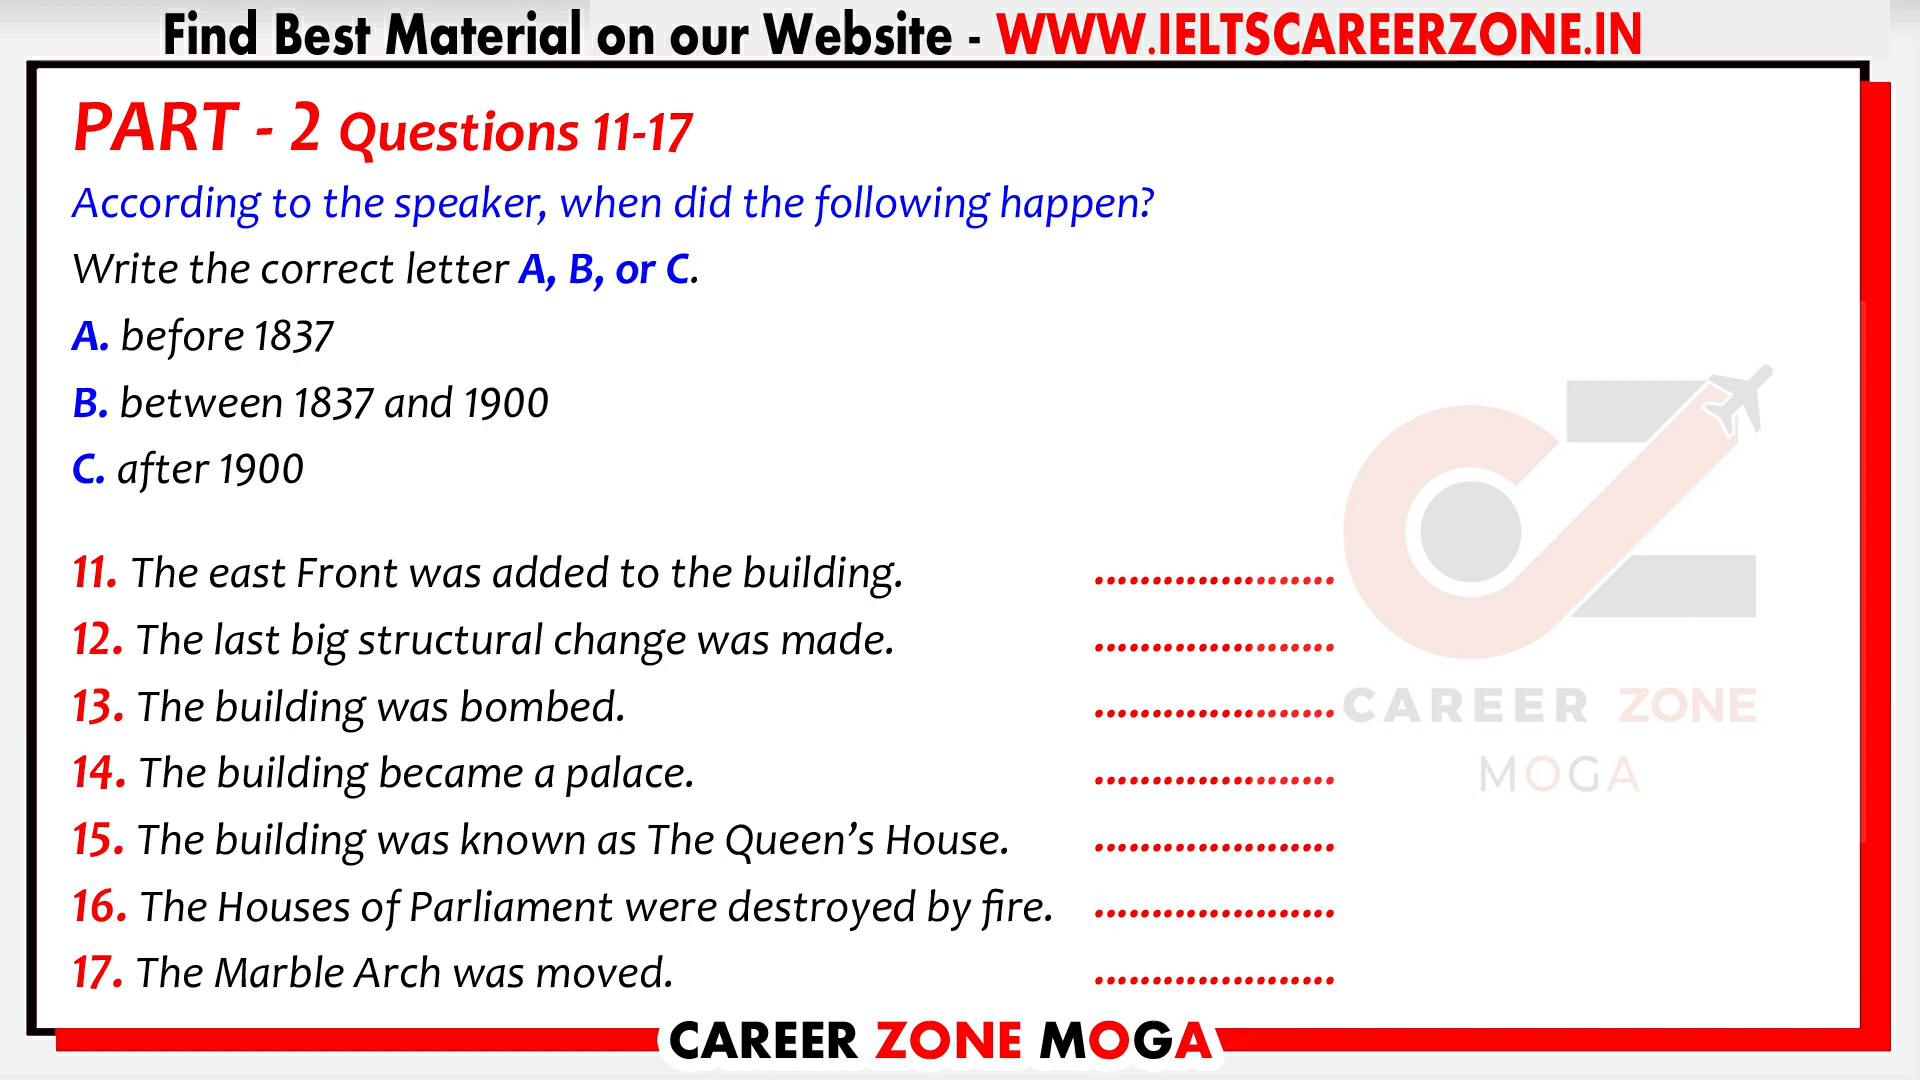 Find Best Material on our Website - WWW.IELTSCAREERZONE.IN
PART - 2 Questions 11-17
According to the speaker, when did the following happen?
Write the correct letter A, B, or C.
A. before 1837
B. between 1837 and 1900
C. after 1900
11. The east Front was added to the building. .....................
12. The last big structural change was made. .....................
13. The building was bombed. .....................
14. The building became a palace. .....................
15. The building was known as The Queen’s House. .....................
16. The Houses of Parliament were destroyed by fire. .....................
17. The Marble Arch was moved. .....................
CZ
CAREER ZONE
MOGA
CAREER ZONE MOGA